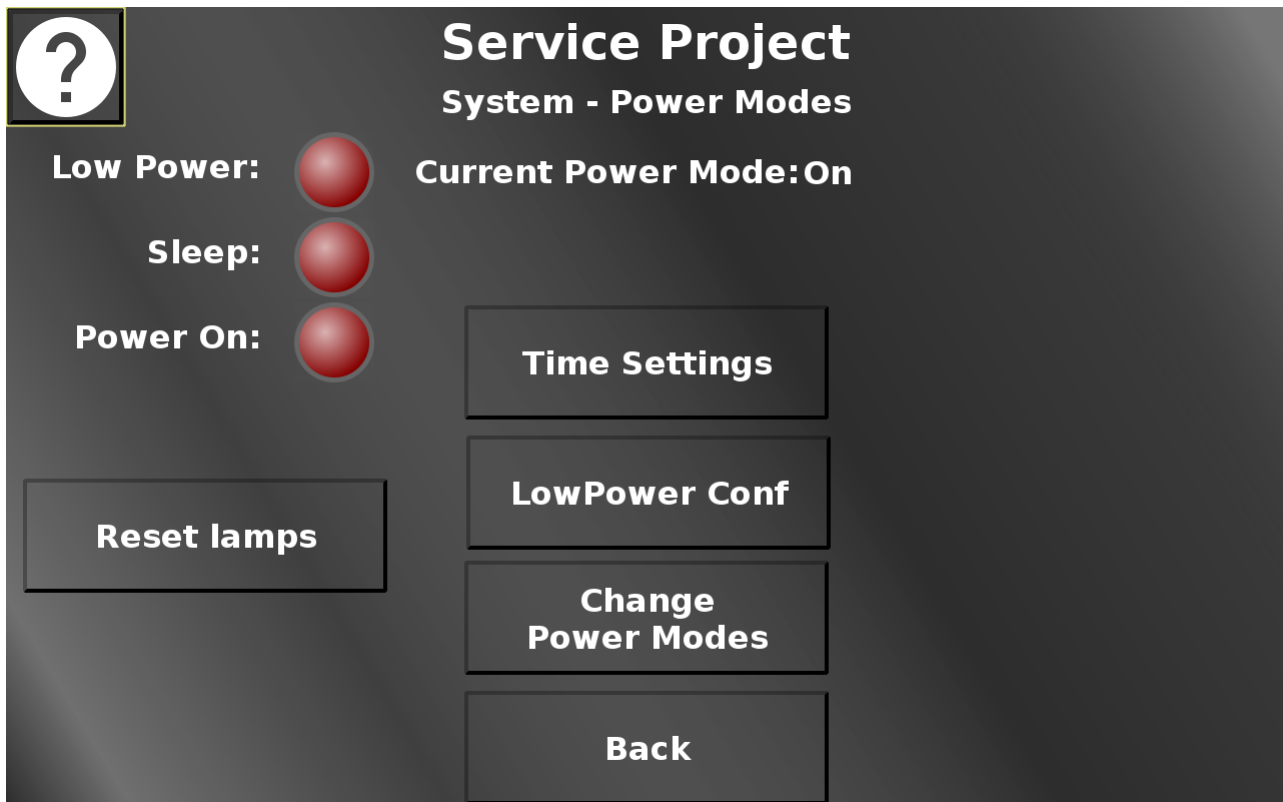 ?
Service Project
System - Power Modes
Low Power:
Current Power Mode:On
Sleep:
Power On:
Time Settings
LowPower Conf
Reset lamps
Change
Power Modes
Back